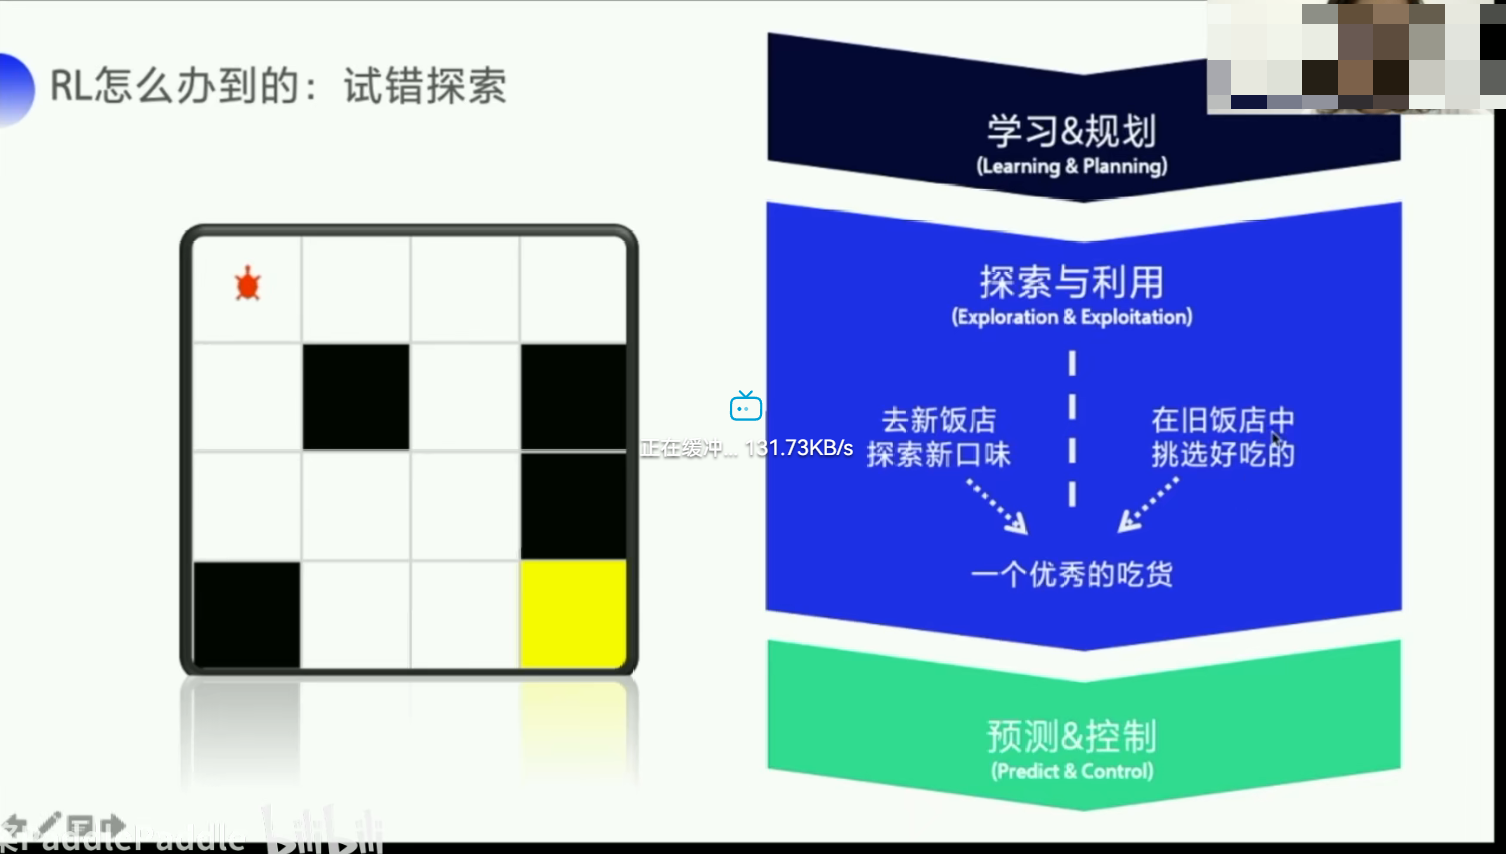 RL怎么办到的：试错探索
学习&规划
(Learning & Planning)
探索与利用
(Exploration & Exploitation)
去新饭店
探索新口味
在旧饭店中
挑选好吃的
一个优秀的吃货
正在缓冲... 131.73KB/s
预测&控制
(Predict & Control)
PaddlePaddle
bilibili